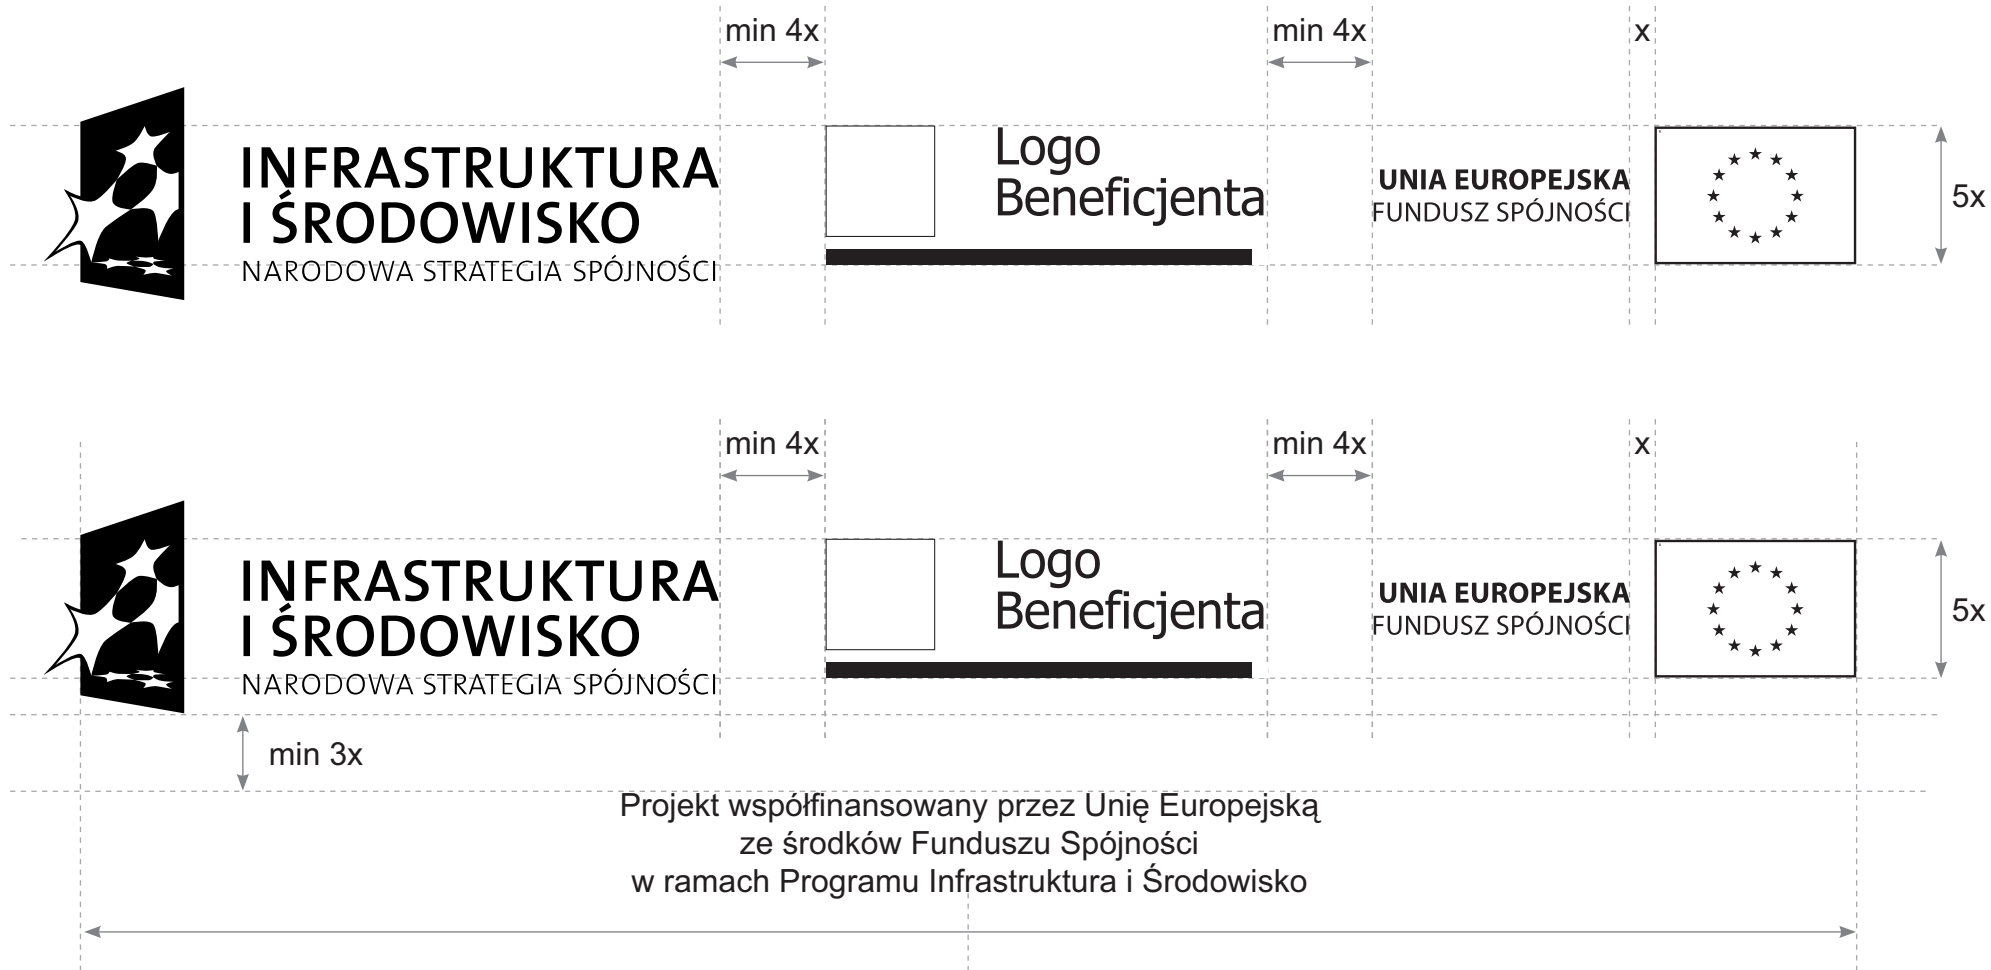 min 4x
min 4x
x
INFRASTRUKTURA
I ŚRODOWISKO
NARODOWA STRATEGIA SPÓJNOŚCI
Logo
Beneficjenta
UNIA EUROPEJSKA
FUNDUSZ SPÓJNOŚCI
5x
min 4x
min 4x
x
INFRASTRUKTURA
I ŚRODOWISKO
NARODOWA STRATEGIA SPÓJNOŚCI
Logo
Beneficjenta
UNIA EUROPEJSKA
FUNDUSZ SPÓJNOŚCI
5x
min 3x
Projekt współfinansowany przez Unię Europejską
ze środków Funduszu Spójności
w ramach Programu Infrastruktura i Środowisko